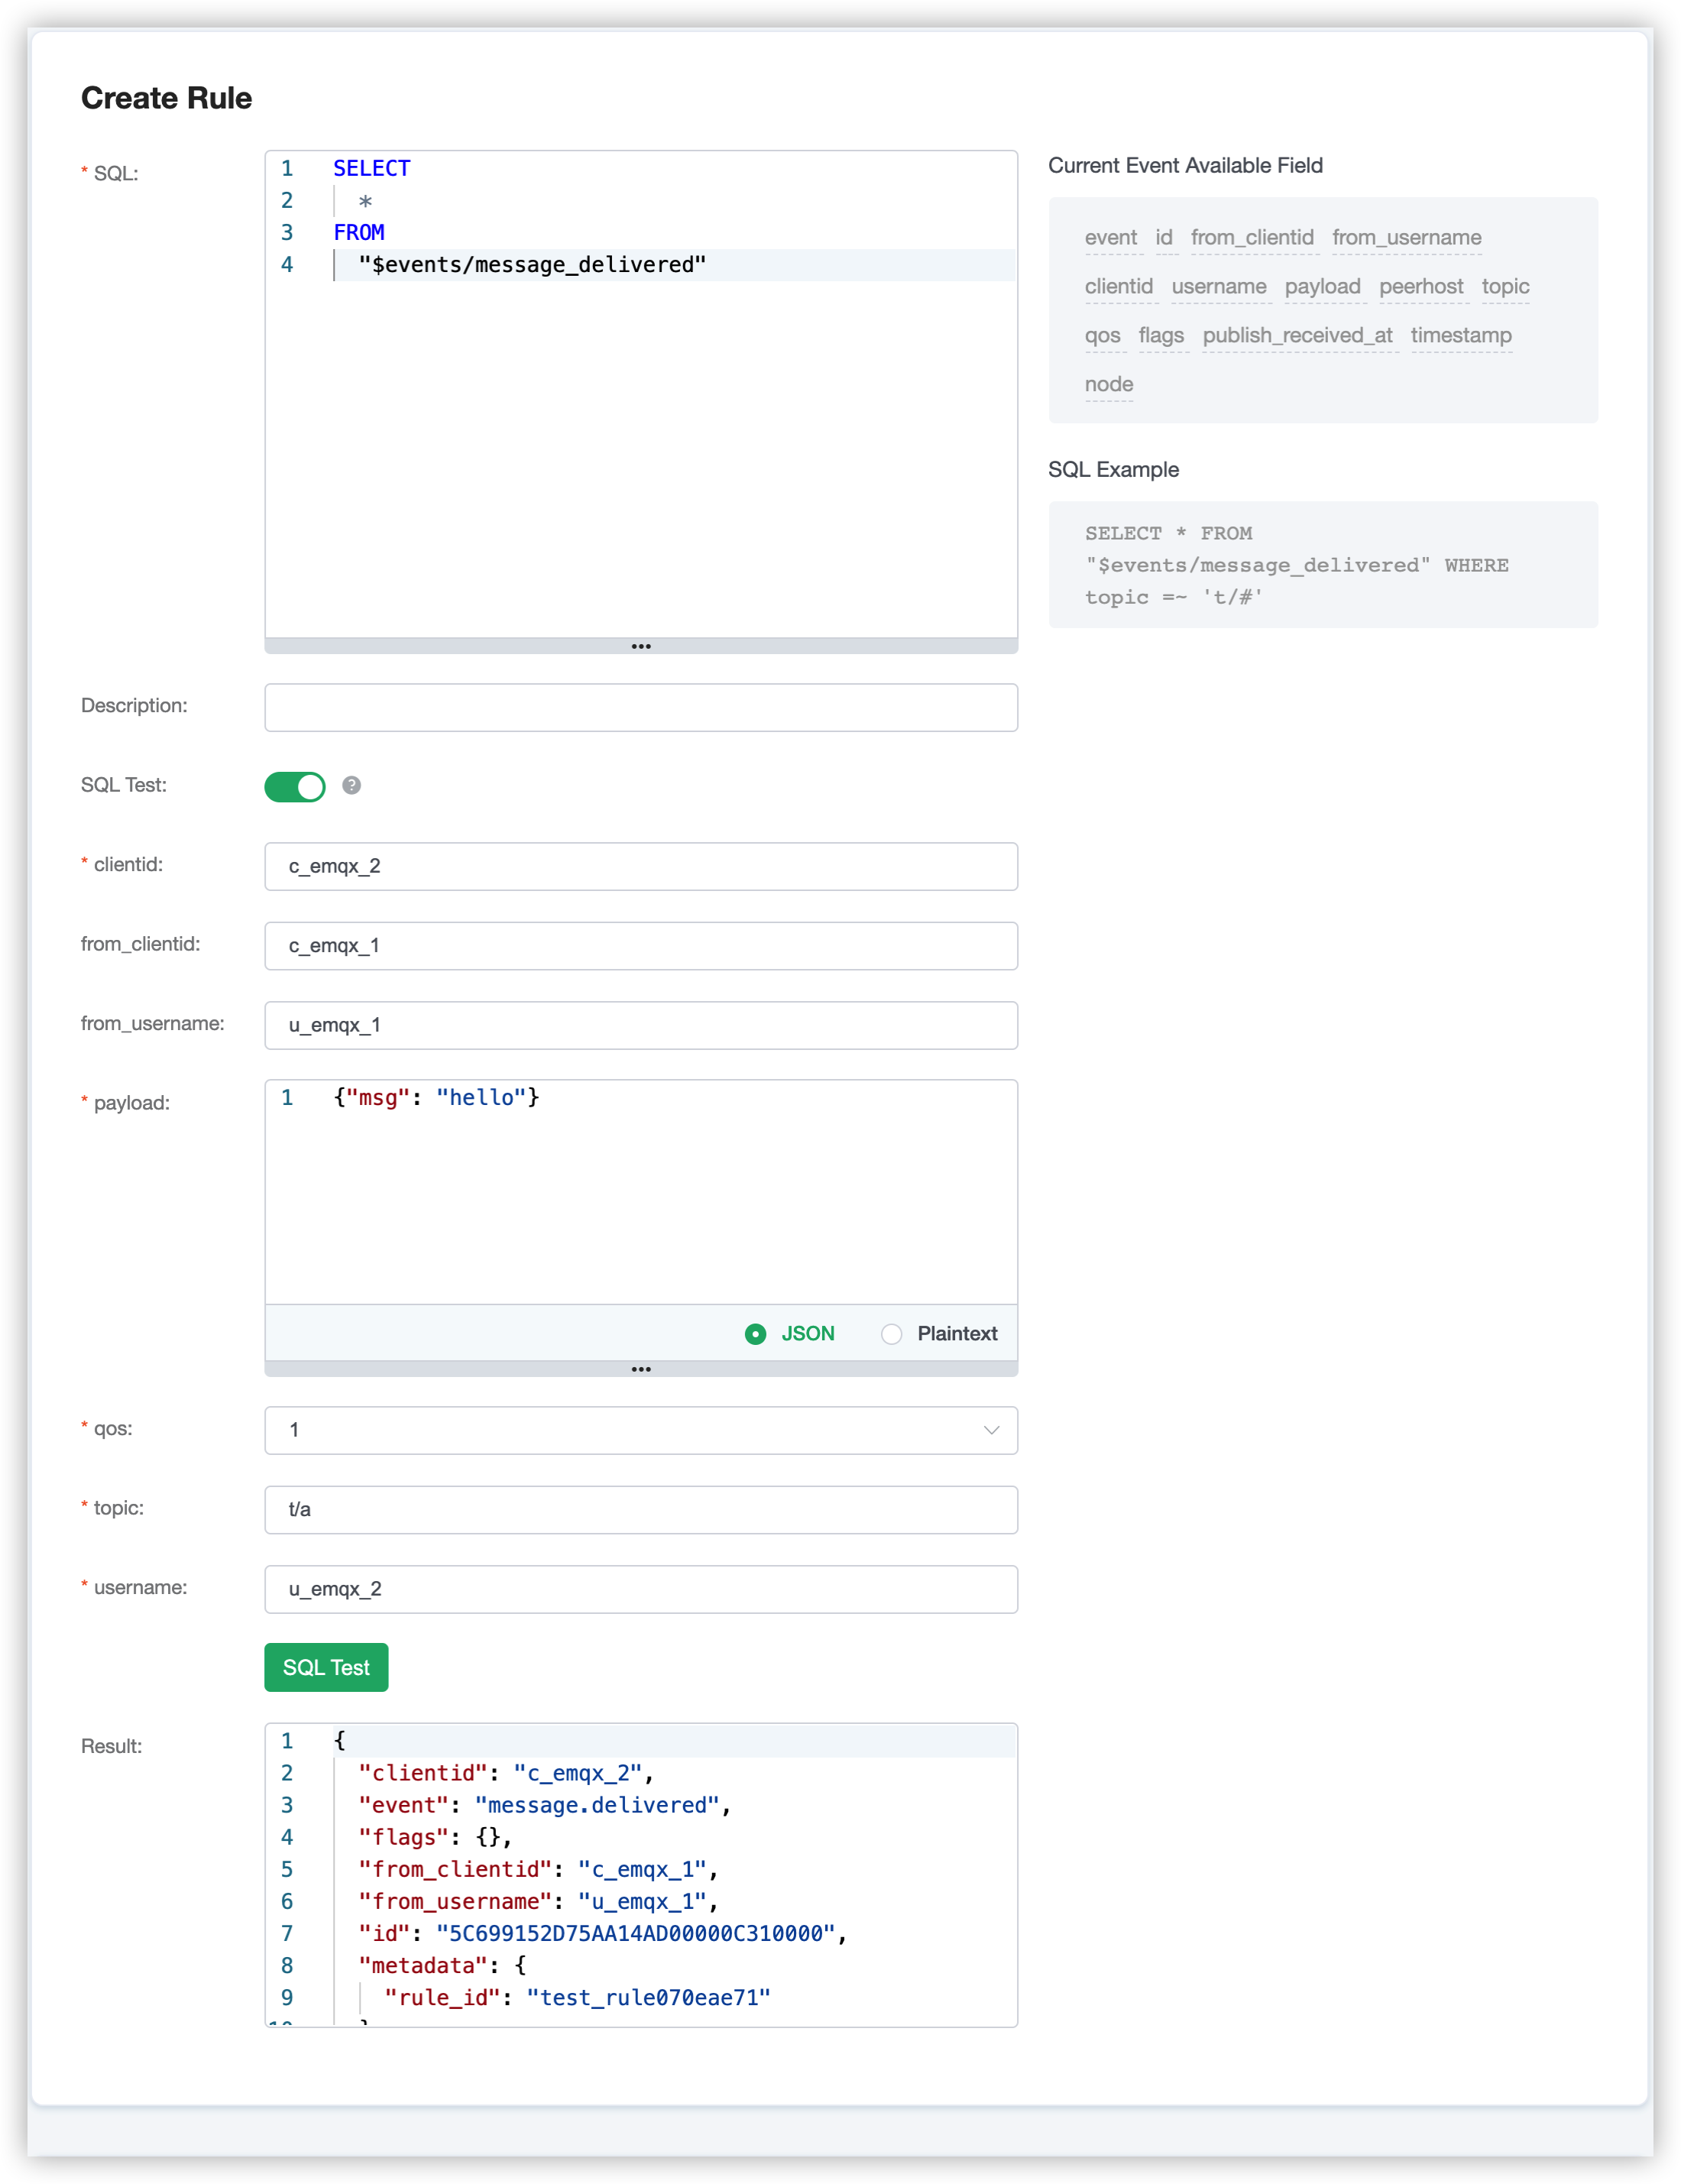 Create Rule
* SQL:
1 SELECT
2 *
3 FROM
4 "$events/message_delivered"
Current Event Available Field
event id from_clientid from_username
clientid username payload peerhost topic
qos flags publish_received_at timestamp
node
SQL Example
SELECT * FROM
"$events/message_delivered" WHERE
topic =~ 't/#'
Description:
SQL Test:
?
* clientid:
c_emqx_2
from_clientid:
c_emqx_1
from_username:
u_emqx_1
* payload:
1 {"msg": "hello"}
JSON Plaintext
* qos:
1
* topic:
t/a
* username:
u_emqx_2
SQL Test
Result:
1 {
2 "clientid": "c_emqx_2",
3 "event": "message.delivered",
4 "flags": {},
5 "from_clientid": "c_emqx_1",
6 "from_username": "u_emqx_1",
7 "id": "5C699152D75AA14AD00000C310000",
8 "metadata": {
9 "rule_id": "test_rule070eae71"
10 }